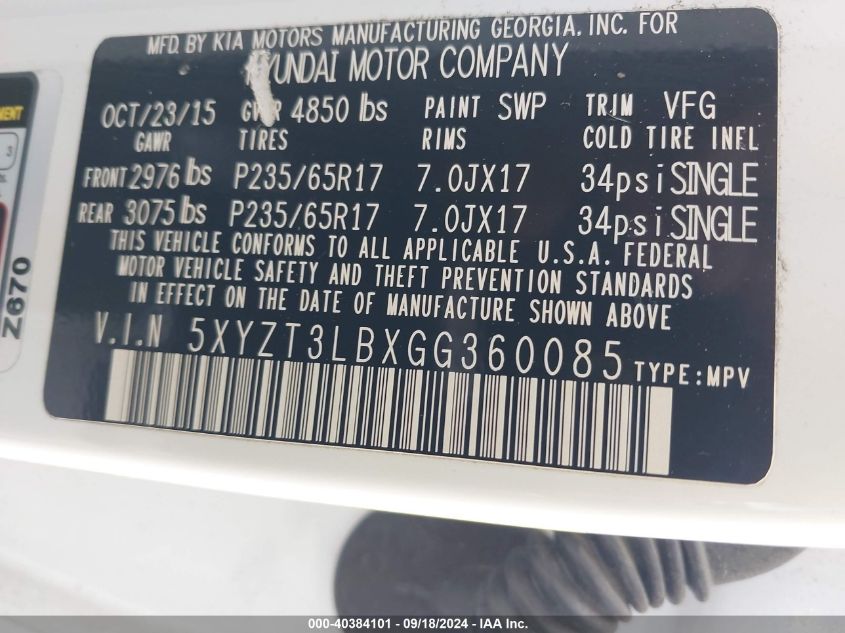 MFD. BY KIA MOTORS MANUFACTURING GEORGIA, INC. FOR
HYUNDAI MOTOR COMPANY
OCT/23/15 GVWR 4850 lbs PAINT SWP TRIM VFG
GAWR TIRES RIMS COLD TIRE INFL
FRONT 2976 lbs P235/65R17 7.0JX17 34psi SINGLE
REAR 3075 lbs P235/65R17 7.0JX17 34psi SINGLE
THIS VEHICLE CONFORMS TO ALL APPLICABLE U.S.A. FEDERAL
MOTOR VEHICLE SAFETY AND THEFT PREVENTION STANDARDS
IN EFFECT ON THE DATE OF MANUFACTURE SHOWN ABOVE
V.I.N 5XYZT3LBXGG360085 TYPE:MPV
3
Z670
000-40384101 - 09/18/2024 - IAA Inc.